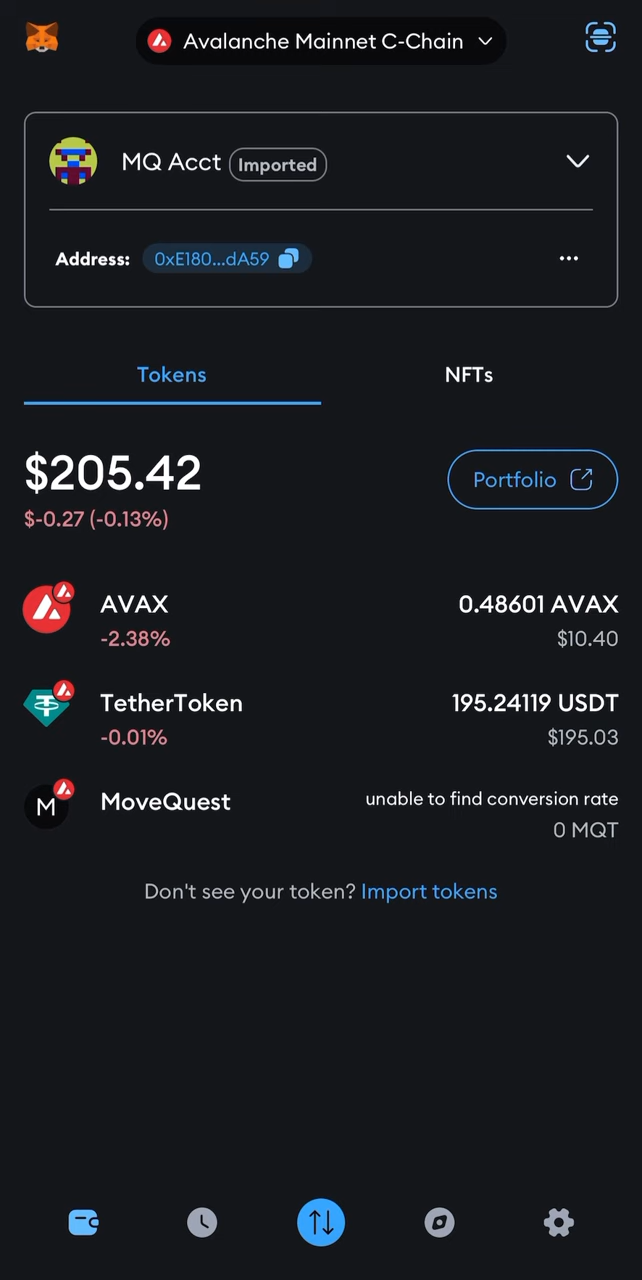 Avalanche Mainnet C-Chain
MQ Acct Imported
Address: 0xE180...dA59
Tokens NFTs
$205.42
Portfolio
$-0.27 (-0.13%)
AVAX 0.48601 AVAX
-2.38% $10.40
TetherToken 195.24119 USDT
-0.01% $195.03
M MoveQuest unable to find conversion rate
0 MQT
Don't see your token? Import tokens